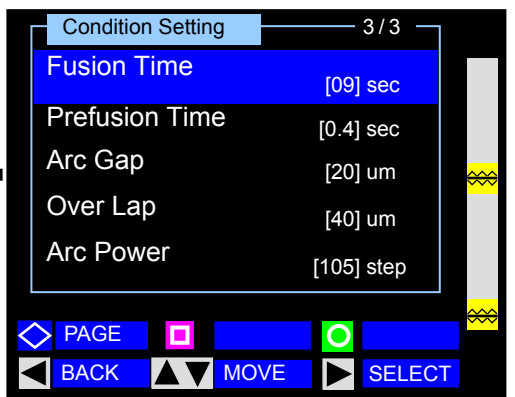 Condition Setting 3 / 3
Fusion Time
[09] sec
Prefusion Time
[0.4] sec
Arc Gap
[20] um
Over Lap
[40] um
Arc Power
[105] step
PAGE
BACK MOVE SELECT